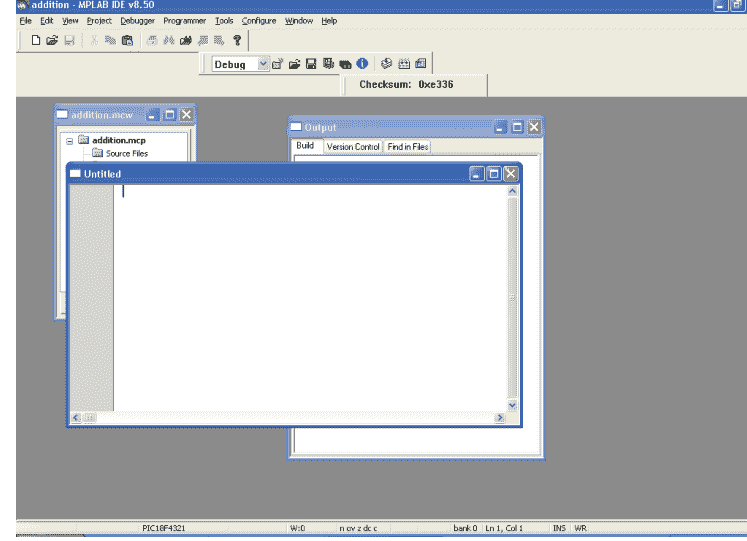 addition - MPLAB IDE v8.50
File Edit View Project Debugger Programmer Tools Configure Window Help
Debug
Checksum: 0xe336
addition.mcw
addition.mcp
Source Files
Output
Build Version Control Find in Files
Untitled
PIC18F4321 W:0 n ov z dc c bank 0 Ln 1, Col 1 INS WR